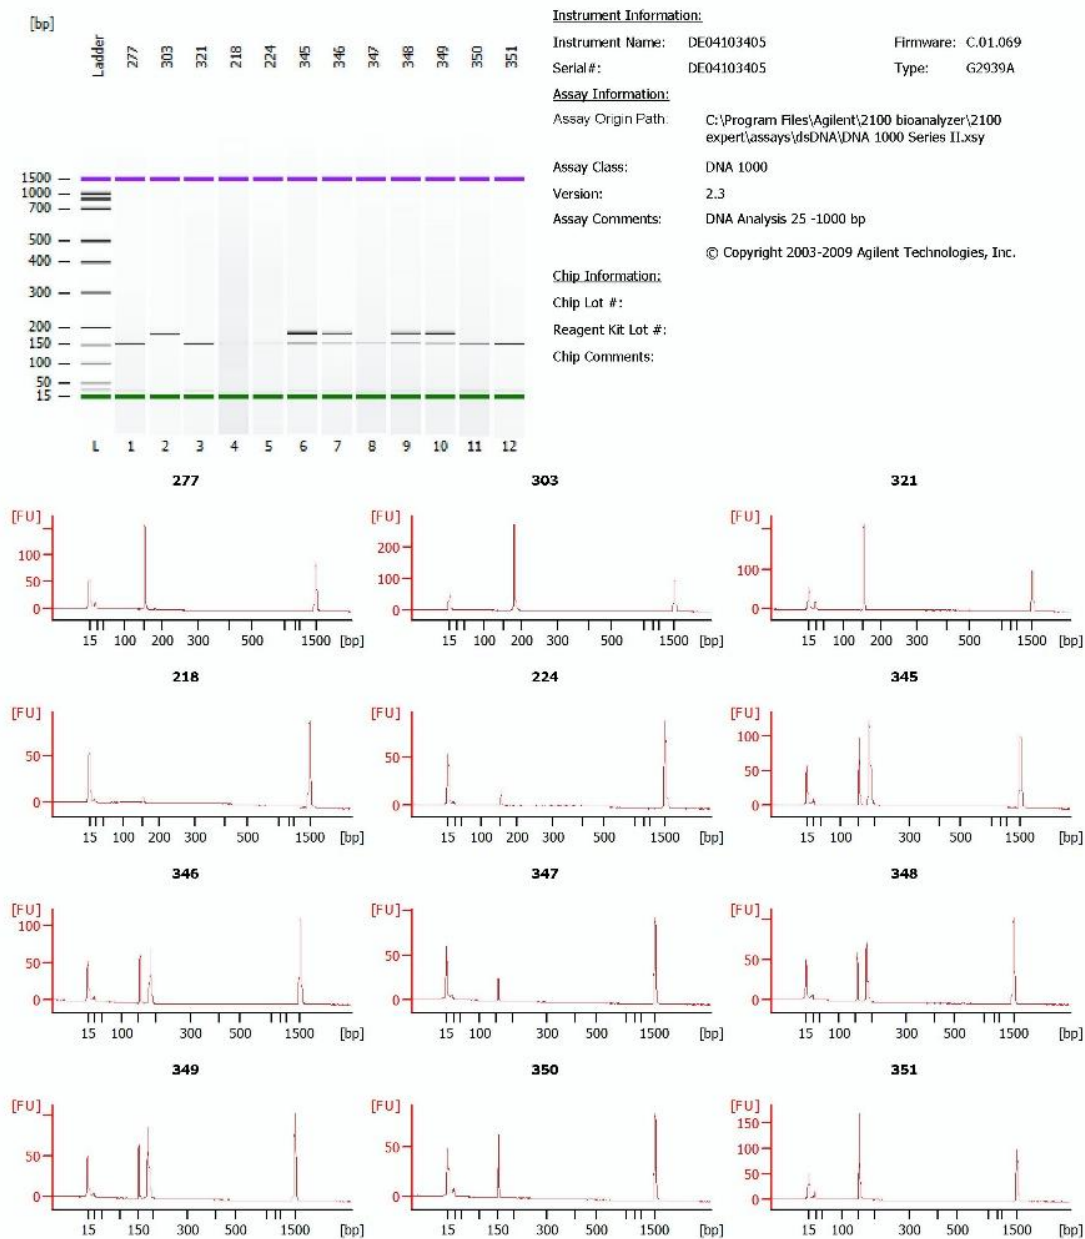 [bp]
Ladder
277
303
321
218
224
345
346
347
348
349
350
351
1500
1000
700
500
400
300
200
150
100
50
15
L 1 2 3 4 5 6 7 8 9 10 11 12
Instrument Information:
Instrument Name: DE04103405 Firmware: C.01.069
Serial#: DE04103405 Type: G2939A
Assay Information:
Assay Origin Path: C:\Program Files\Agilent\2100 bioanalyzer\2100
expert\assays\dsDNA\DNA 1000 Series II.xsy
Assay Class: DNA 1000
Version: 2.3
Assay Comments: DNA Analysis 25 -1000 bp
© Copyright 2003-2009 Agilent Technologies, Inc.
Chip Information:
Chip Lot #:
Reagent Kit Lot #:
Chip Comments:
277
[FU]
100
50
0
15 100 200 300 500 1500 [bp]
303
[FU]
200
100
0
15 100 200 300 500 1500 [bp]
321
[FU]
100
0
15 100 200 300 500 1500 [bp]
218
[FU]
50
0
15 100 200 300 500 1500 [bp]
224
[FU]
50
0
15 100 200 300 500 1500 [bp]
345
[FU]
100
50
0
15 100 300 500 1500 [bp]
346
[FU]
100
50
0
15 100 300 500 1500 [bp]
347
[FU]
50
0
15 100 200 300 500 1500 [bp]
348
[FU]
50
0
15 100 300 500 1500 [bp]
349
[FU]
50
0
15 150 300 500 1500 [bp]
350
[FU]
50
0
15 150 300 500 1500 [bp]
351
[FU]
150
100
50
0
15 100 300 500 1500 [bp]